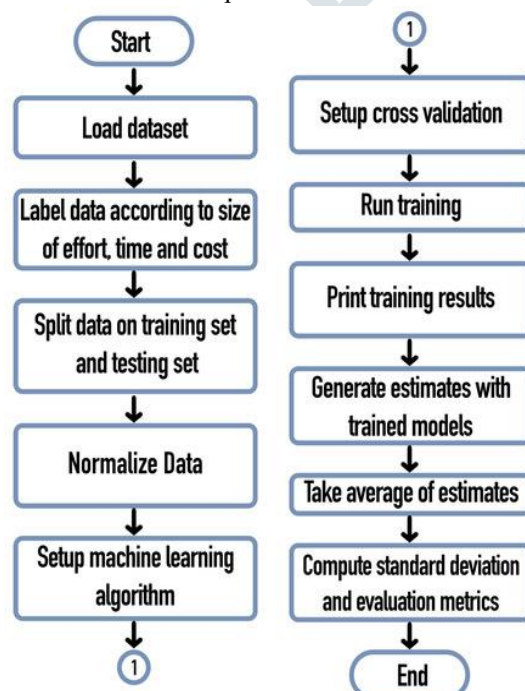 Start
Load dataset
Label data according to size
of effort, time and cost
Split data on training set
and testing set
Normalize Data
Setup machine learning
algorithm
1
1
Setup cross validation
Run training
Print training results
Generate estimates with
trained models
Take average of estimates
Compute standard deviation
and evaluation metrics
End